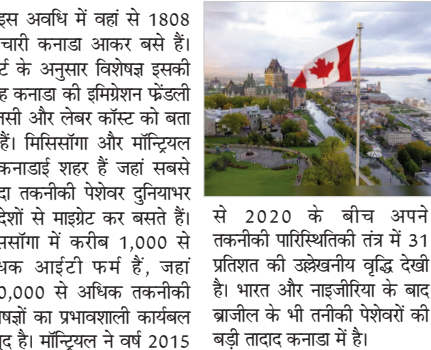 इस अवधि में वहां से 1808
चारी कनाडा आकर बसे हैं।
र्ट के अनुसार विशेषज्ञ इसकी
ह कनाडा की इमिग्रेशन फ्रेंडली
सी और लेबर कॉस्ट को बता
हैं। मिसिसॉगा और मॉन्ट्रियल
कनाडाई शहर हैं जहां सबसे
दा तकनीकी पेशेवर दुनियाभर
देशों से माइग्रेट कर बसते हैं।
ससॉगा में करीब 1,000 से
धक आईटी फर्म हैं, जहां
0,000 से अधिक तकनीकी
षज्ञों का प्रभावशाली कार्यबल
द है। मॉन्ट्रियल ने वर्ष 2015
से 2020 के बीच अपने
तकनीकी पारिस्थितिकी तंत्र में 31
प्रतिशत की उल्लेखनीय वृद्धि देखी
है। भारत और नाइजीरिया के बाद
ब्राजील के भी तनीकी पेशेवरों की
बड़ी तादाद कनाडा में है।